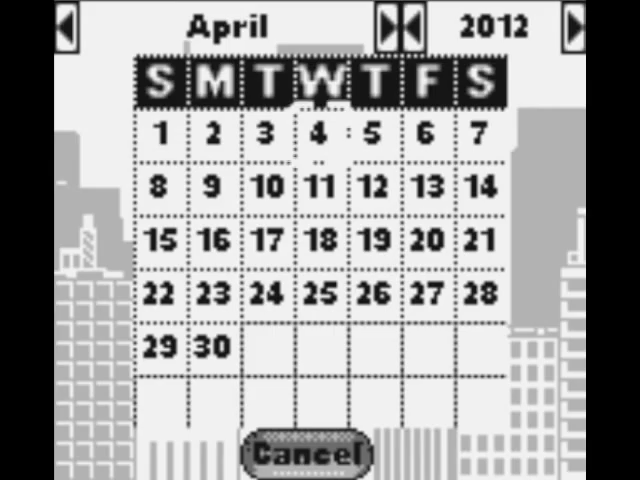 April 2012
S M T W T F S
1 2 3 4 5 6 7
8 9 10 11 12 13 14
15 16 17 18 19 20 21
22 23 24 25 26 27 28
29 30
Cancel